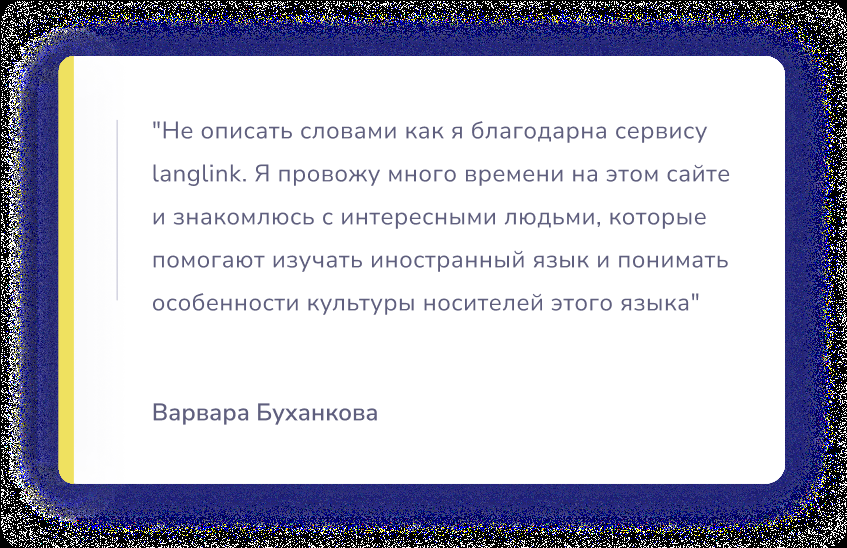 "Не описать словами как я благодарна сервису
langlink. Я провожу много времени на этом сайте
и знакомлюсь с интересными людьми, которые
помогают изучать иностранный язык и понимать
особенности культуры носителей этого языка"
Варвара Буханкова